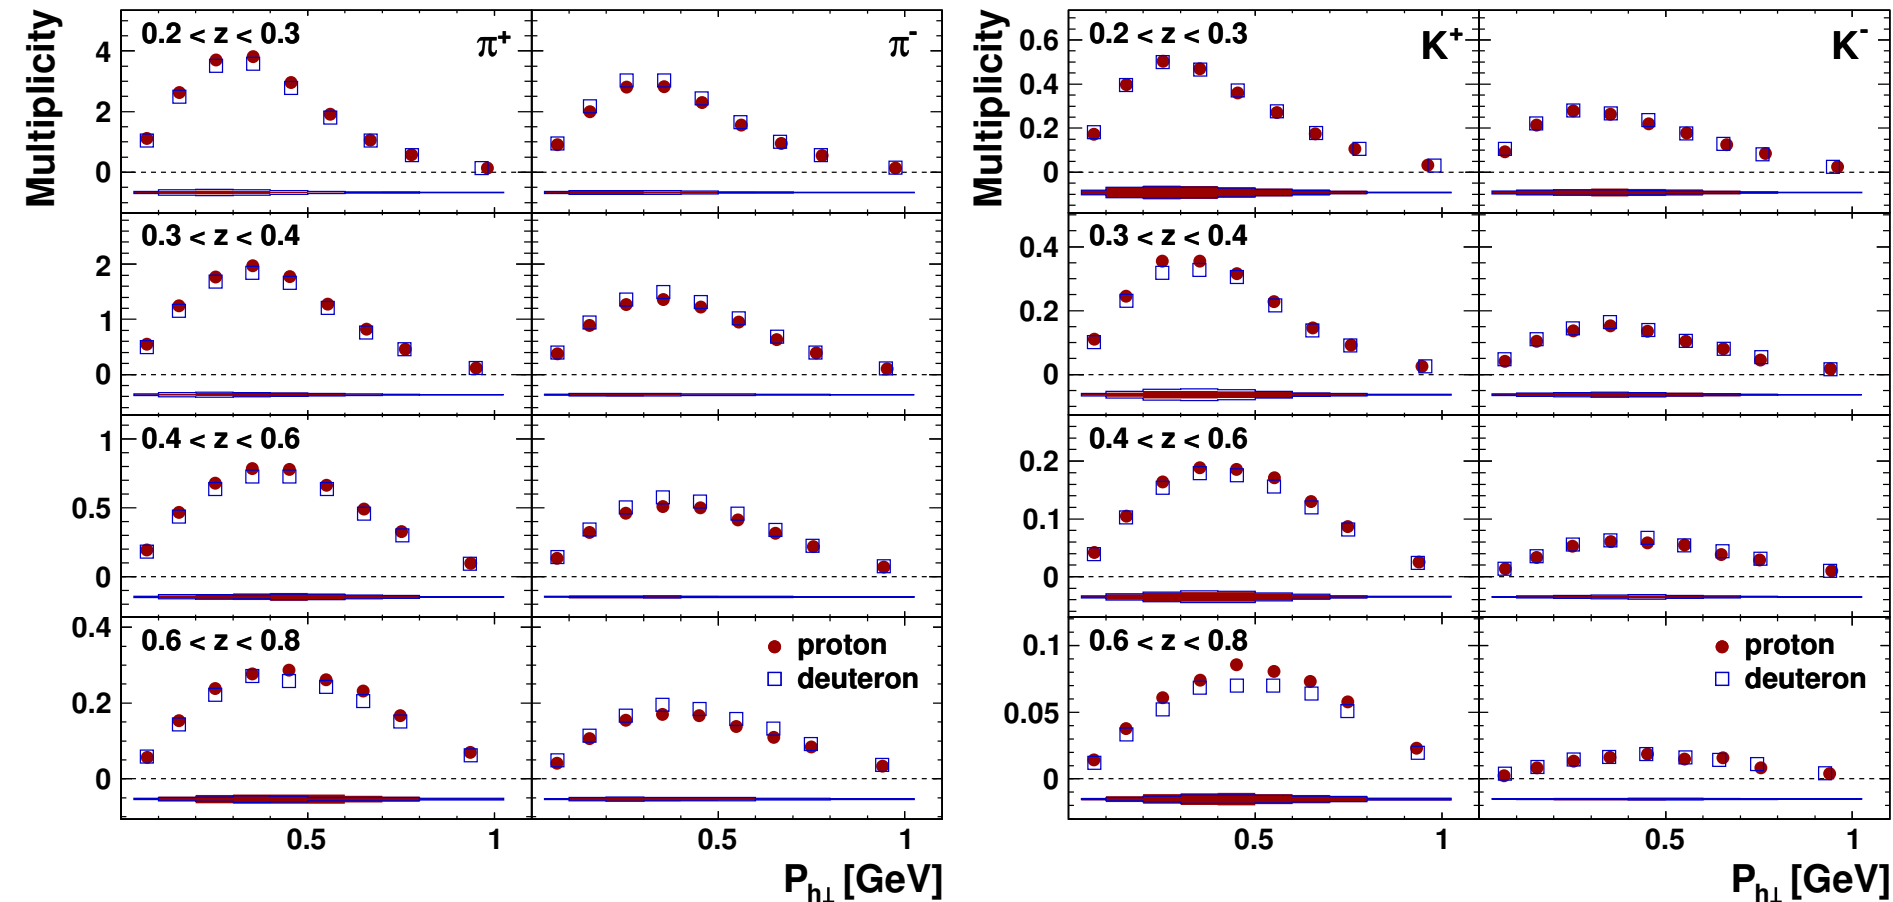 Multiplicity
0.2 < z < 0.3
π+
π-
4
2
0
0.3 < z < 0.4
2
1
0
0.4 < z < 0.6
1
0.5
0
0.6 < z < 0.8
0.4
0.2
0
proton
deuteron
0.5
1
0.5
1
Ph⊥ [GeV]
Multiplicity
0.2 < z < 0.3
K+
K-
0.6
0.4
0.2
0
0.3 < z < 0.4
0.4
0.2
0
0.4 < z < 0.6
0.2
0.1
0
0.6 < z < 0.8
0.1
0.05
0
proton
deuteron
0.5
1
0.5
1
Ph⊥ [GeV]